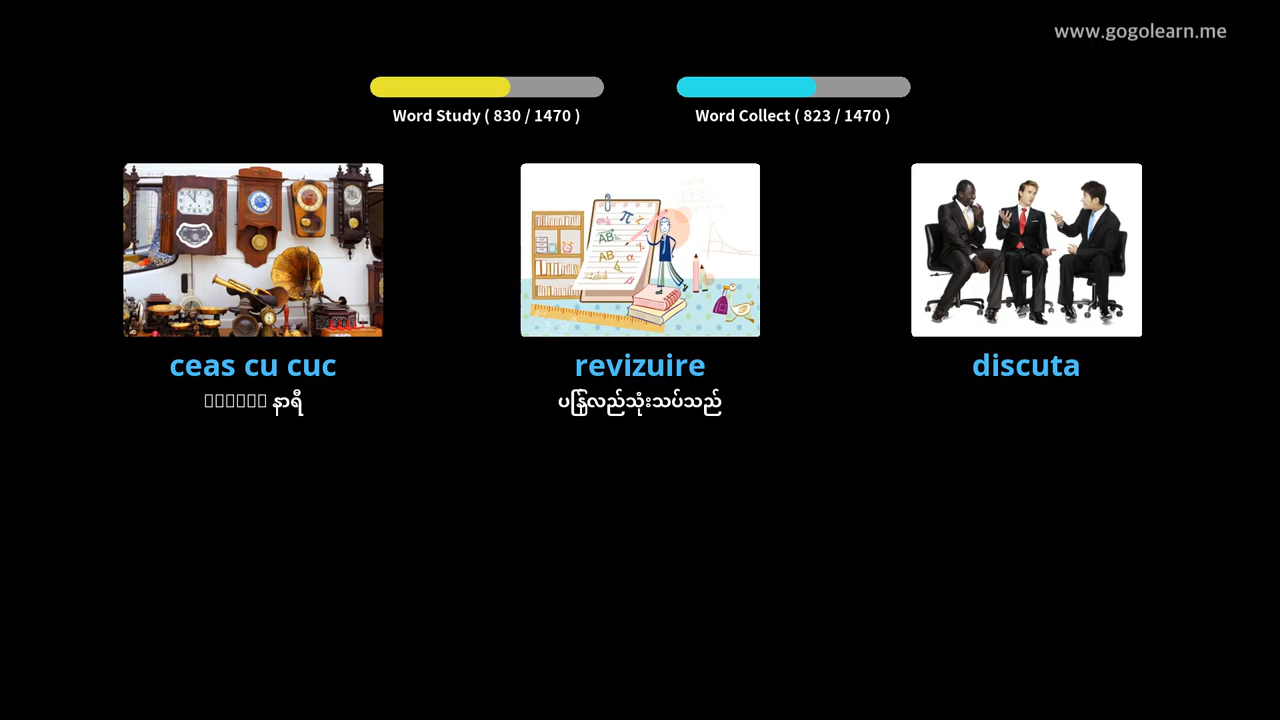 www.gogolearn.me
Word Study ( 830 / 1470 )
Word Collect ( 823 / 1470 )
ceas cu cuc
နာရီ
revizuire
ပြန်လည်သုံးသပ်သည်
discuta